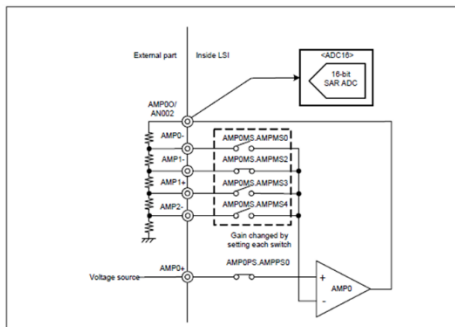 External part
Inside LSI
<ADC16>
16-bit
SAR ADC
AMP0O/
AN002
AMP0-
AMP0MS.AMPMS0
AMP1-
AMP0MS.AMPMS2
AMP1+
AMP0MS.AMPMS3
AMP2-
AMP0MS.AMPMS4
Gain changed by
setting each switch
AMP0+
AMP0PS.AMPPS0
Voltage source
+
AMP0
-